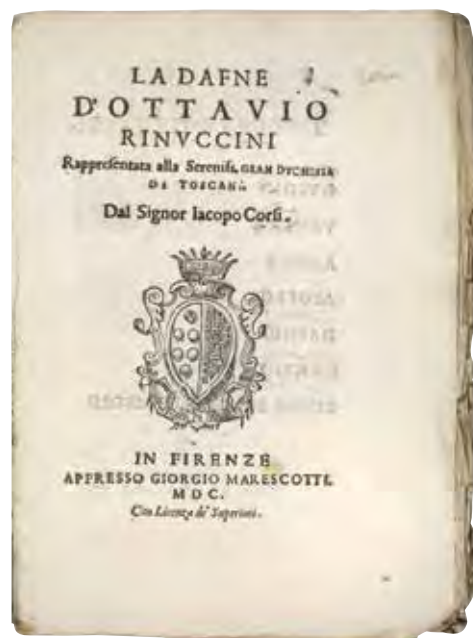 LA DAFNE
D'OTTAVIO
RINVCCINI
Rappresentata alla Sereniss. GRAN DVCHESSA
DI TOSCANA
Dal Signor Iacopo Corsi.
IN FIRENZE
APPRESSO GIORGIO MARESCOTTI.
MDC.
Con Licenza de' Superiori.